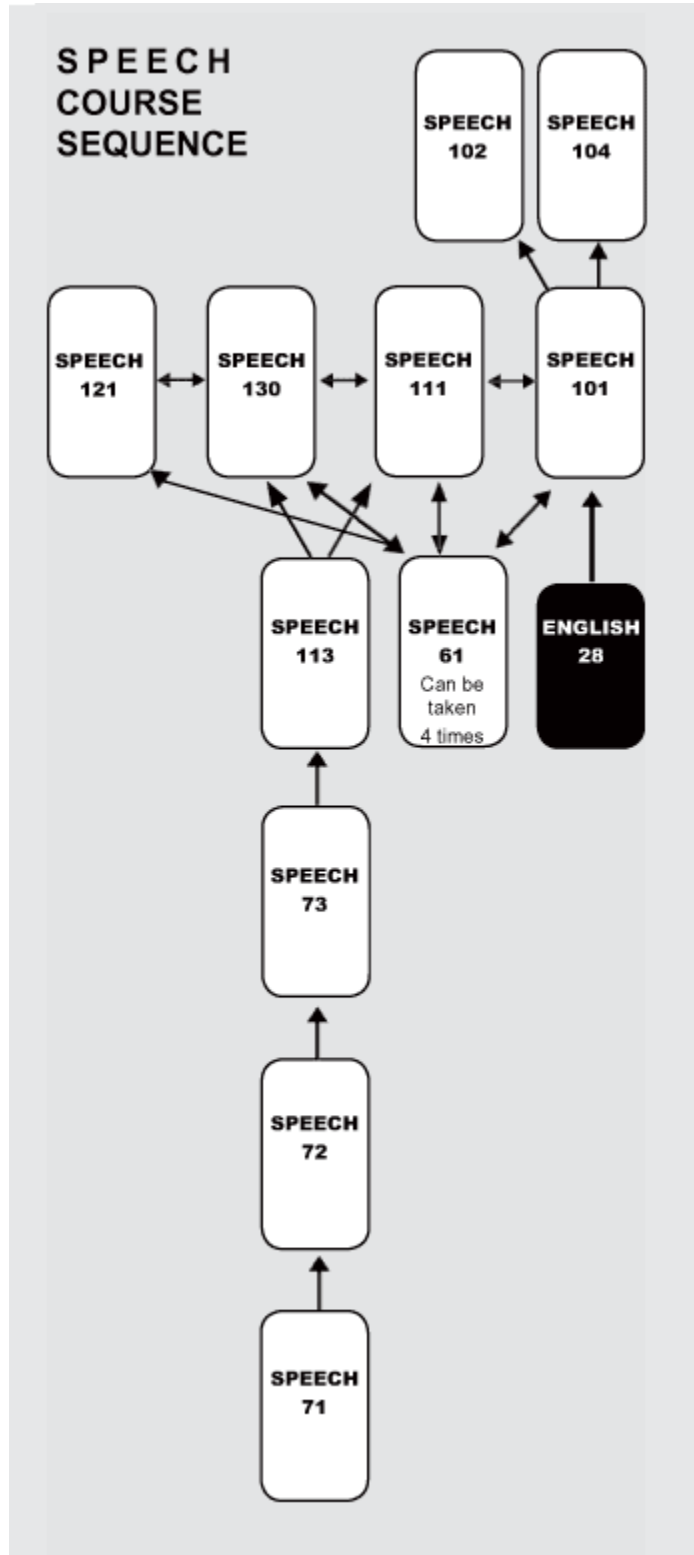 SPEECH
COURSE
SEQUENCE
SPEECH
102
SPEECH
104
SPEECH
121
SPEECH
130
SPEECH
111
SPEECH
101
SPEECH
113
SPEECH
61
Can be
taken
4 times
ENGLISH
28
SPEECH
73
SPEECH
72
SPEECH
71